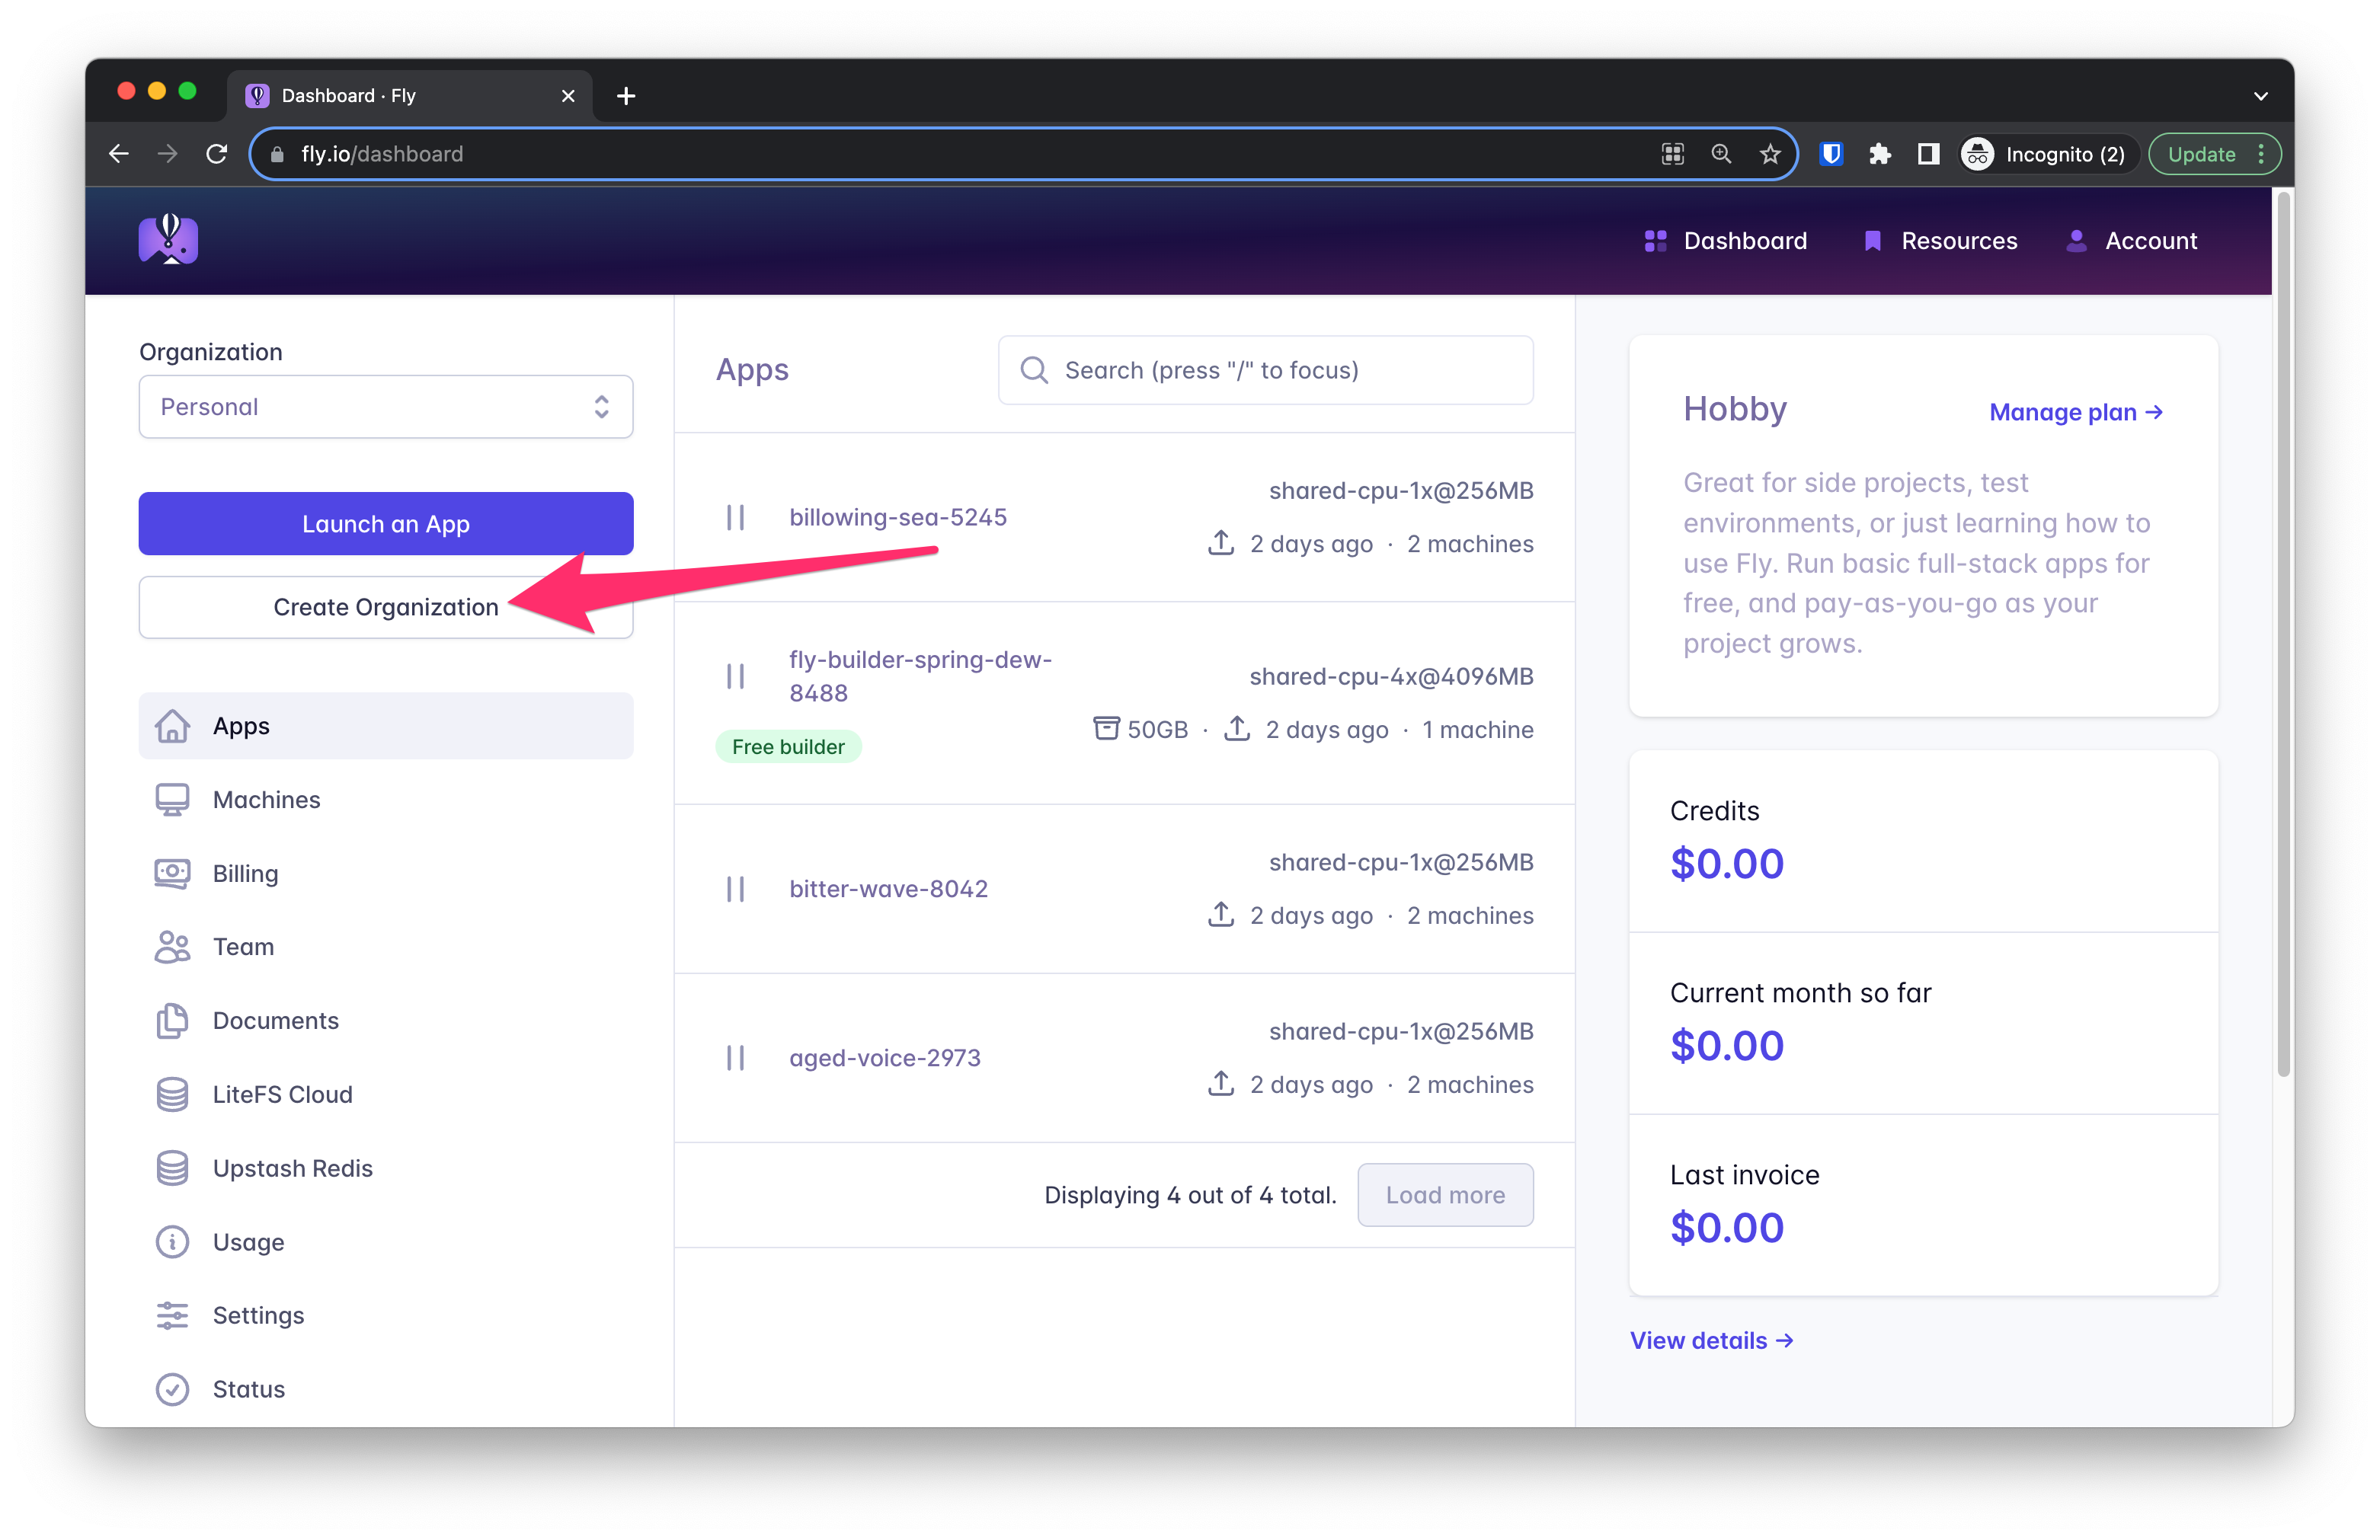 Dashboard · Fly
fly.io/dashboard
Incognito (2)
Update
Dashboard
Resources
Account
Organization
Personal
Launch an App
Create Organization
Apps
Machines
Billing
Team
Documents
LiteFS Cloud
Upstash Redis
Usage
Settings
Status
Apps
Search (press "/" to focus)
billowing-sea-5245
shared-cpu-1x@256MB
2 days ago · 2 machines
fly-builder-spring-dew-
8488
Free builder
shared-cpu-4x@4096MB
50GB · 2 days ago · 1 machine
bitter-wave-8042
shared-cpu-1x@256MB
2 days ago · 2 machines
aged-voice-2973
shared-cpu-1x@256MB
2 days ago · 2 machines
Displaying 4 out of 4 total.
Load more
Hobby
Manage plan →
Great for side projects, test
environments, or just learning how to
use Fly. Run basic full-stack apps for
free, and pay-as-you-go as your
project grows.
Credits
$0.00
Current month so far
$0.00
Last invoice
$0.00
View details →